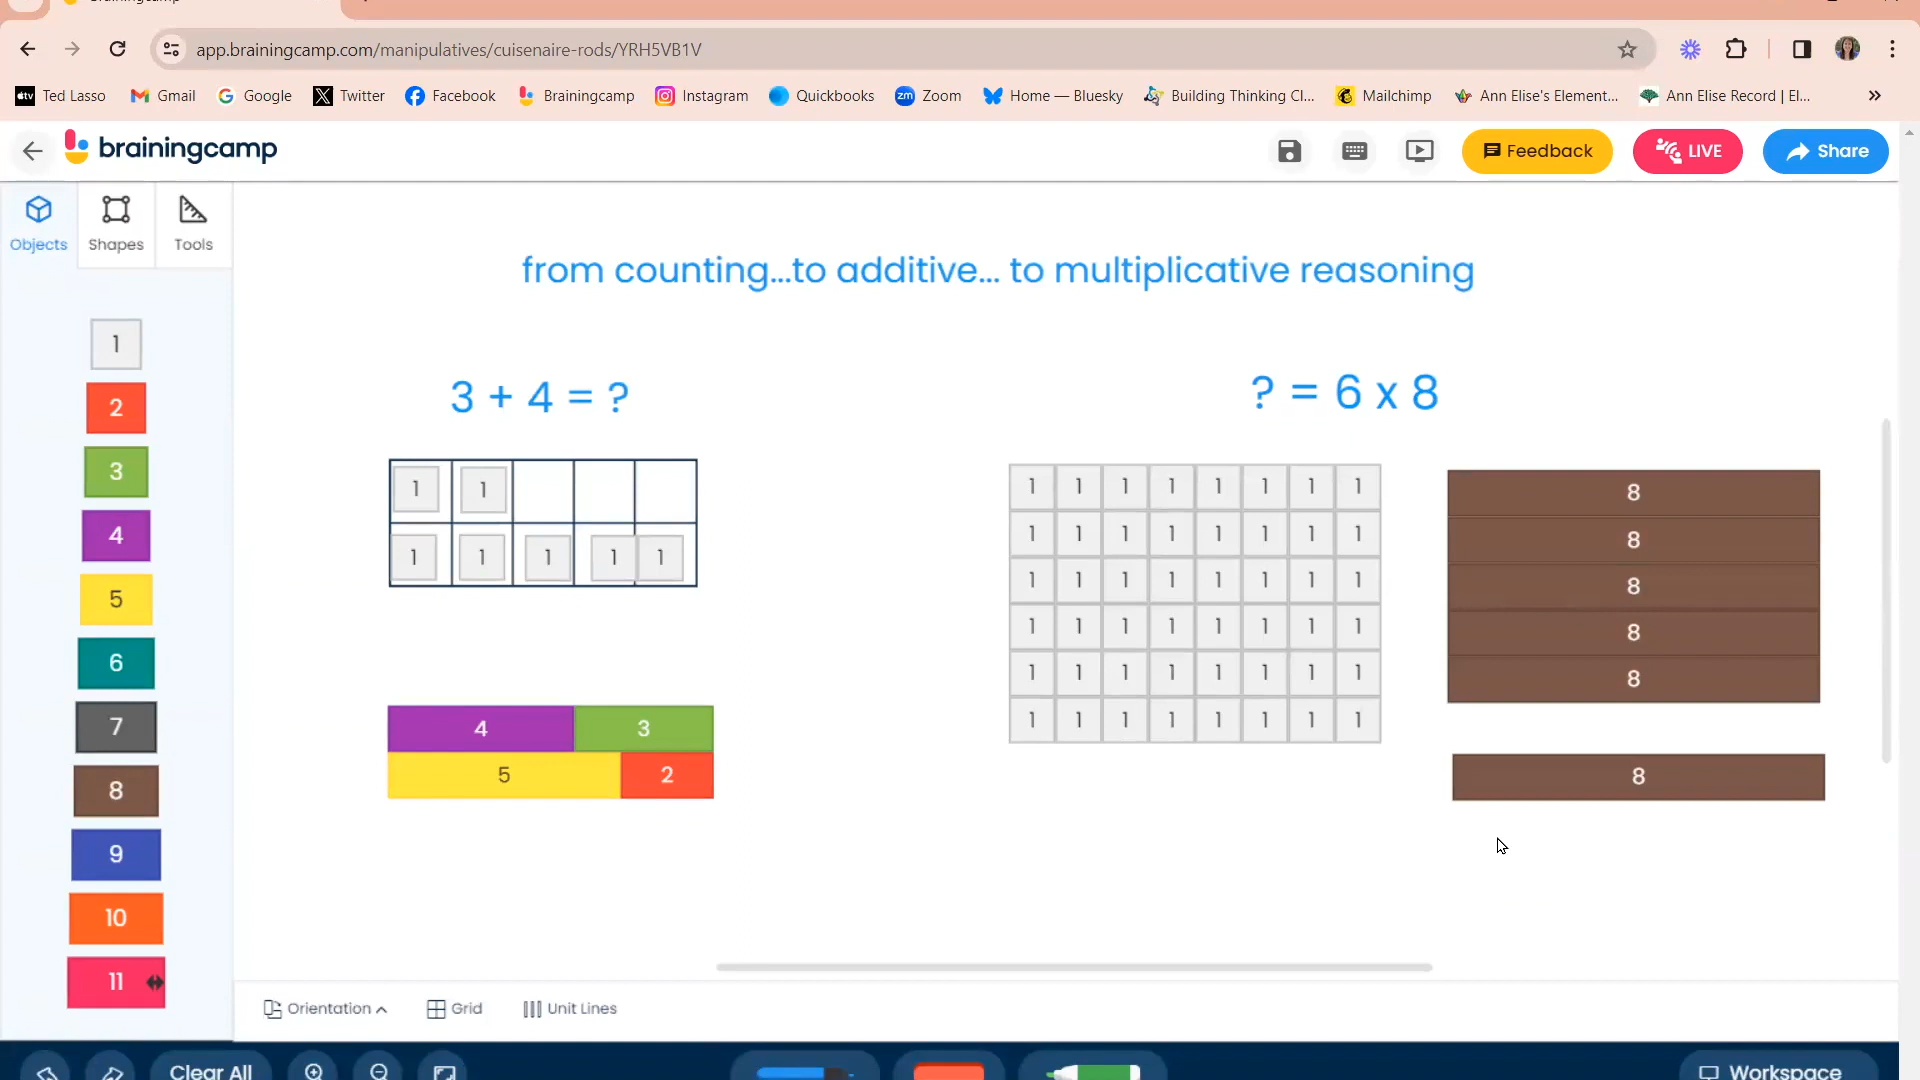 Brainingcamp
app.brainingcamp.com/manipulatives/cuisenaire-rods/YRH5VB1V
tv Ted Lasso Gmail Google Twitter Facebook Brainingcamp Instagram Quickbooks zm Zoom Home — Bluesky Building Thinking Cl... Mailchimp Ann Elise's Element... Ann Elise Record | El... »
brainingcamp Feedback LIVE Share
Objects Shapes Tools
from counting...to additive... to multiplicative reasoning
1
2
3
4
5
6
7
8
9
10
11
3 + 4 = ?
1 1
1 1 1 1 1
4 3
5 2
? = 6 x 8
1 1 1 1 1 1 1 1
1 1 1 1 1 1 1 1
1 1 1 1 1 1 1 1
1 1 1 1 1 1 1 1
1 1 1 1 1 1 1 1
1 1 1 1 1 1 1 1
8
8
8
8
8
8
Orientation Grid Unit Lines
Clear All Workspace